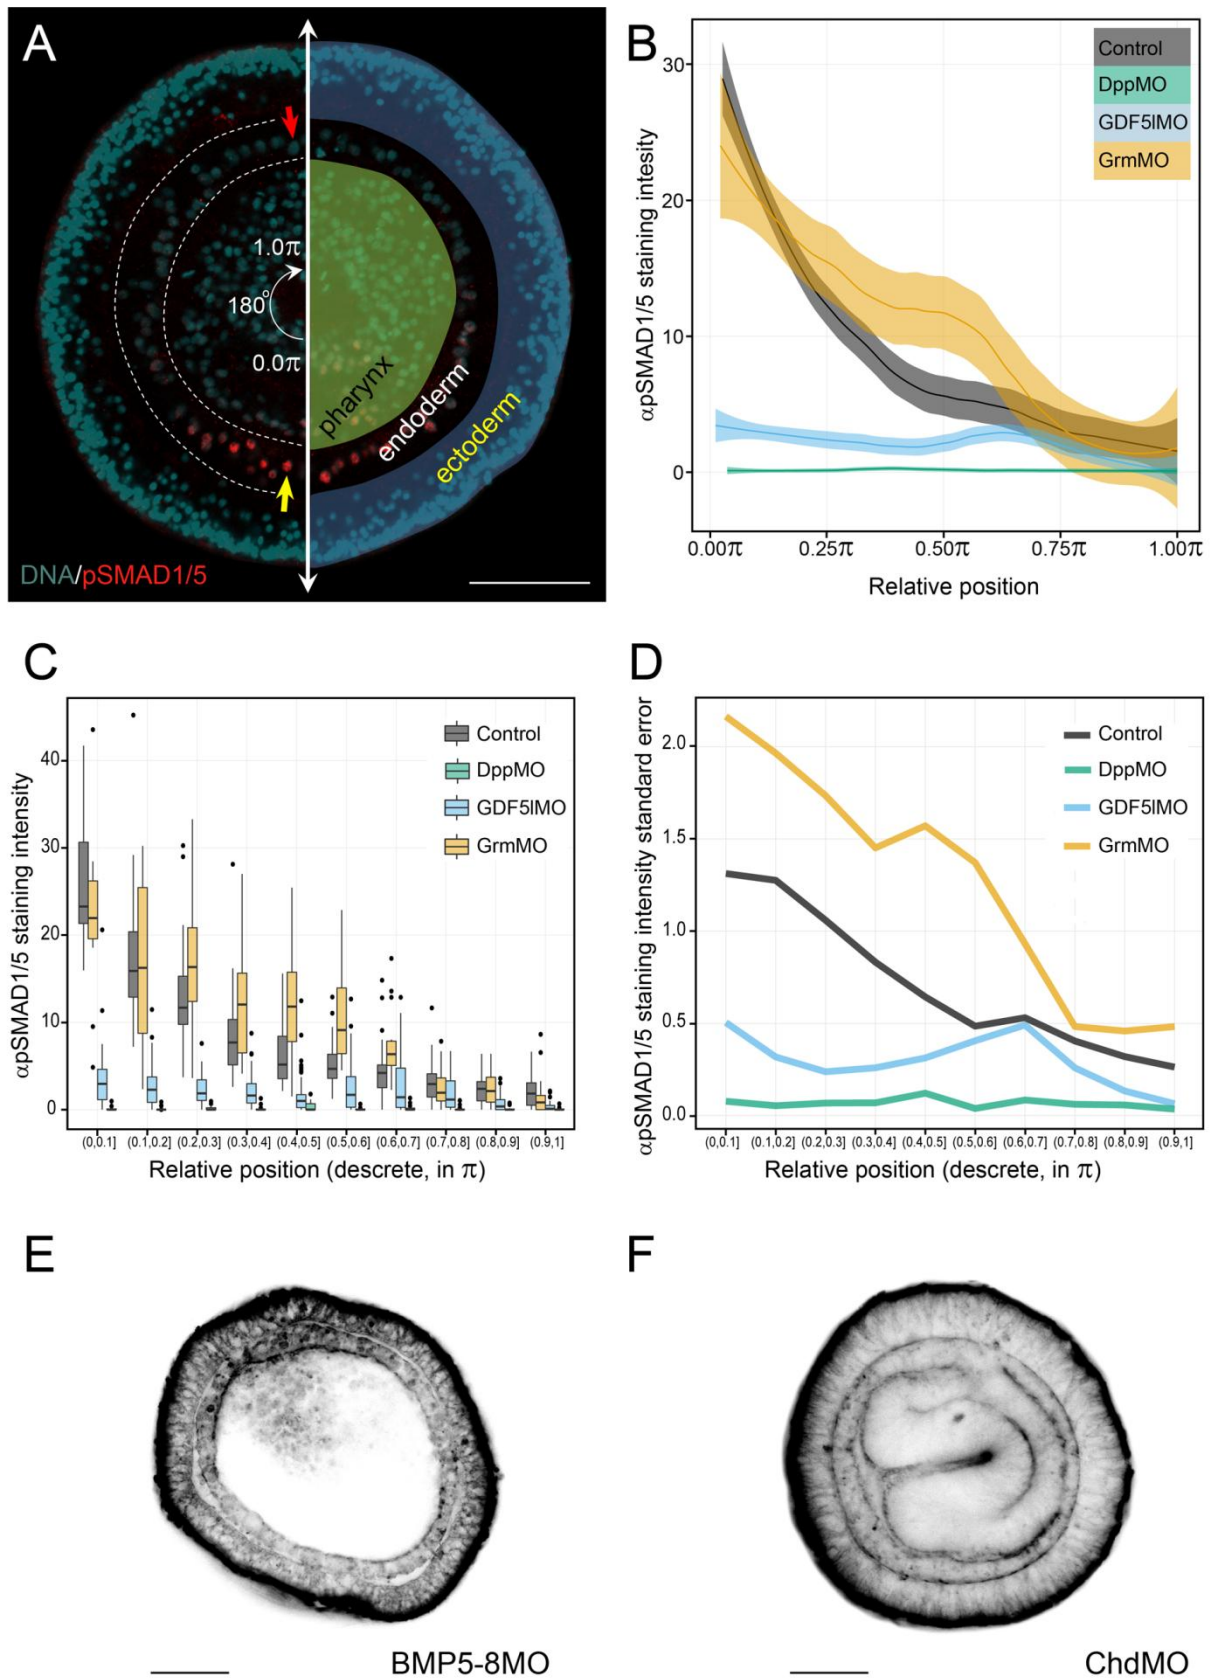 A
1.0π
180°
0.0π
pharynx
endoderm
ectoderm
DNA/pSMAD1/5
B
αpSMAD1/5 staining intesity
30
20
10
0
Control
DppMO
GDF5lMO
GrmMO
0.00π 0.25π 0.50π 0.75π 1.00π
Relative position
C
αpSMAD1/5 staining intensity
40
30
20
10
0
Control
DppMO
GDF5lMO
GrmMO
(0,0.1] (0.1,0.2] (0.2,0.3] (0.3,0.4] (0.4,0.5] (0.5,0.6] (0.6,0.7] (0.7,0.8] (0.8,0.9] (0.9,1]
Relative position (descrete, in π)
D
αpSMAD1/5 staining intensity standard error
2.0
1.5
1.0
0.5
0.0
Control
DppMO
GDF5lMO
GrmMO
(0,0.1] (0.1,0.2] (0.2,0.3] (0.3,0.4] (0.4,0.5] (0.5,0.6] (0.6,0.7] (0.7,0.8] (0.8,0.9] (0.9,1]
Relative position (descrete, in π)
E
BMP5-8MO
F
ChdMO